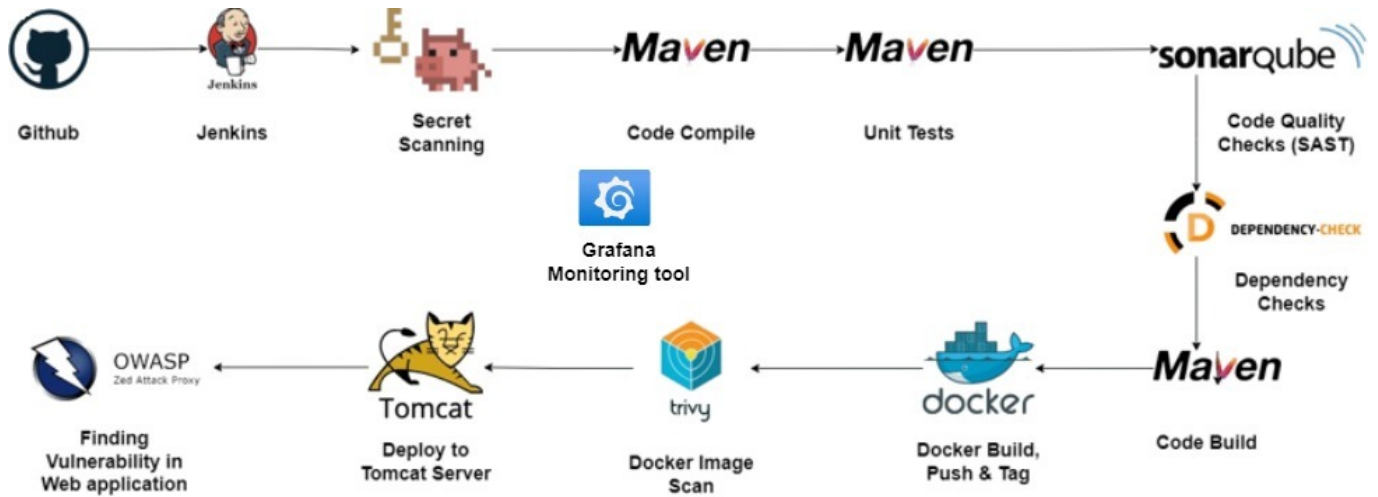 Jenkins
Maven
Maven
sonarqube
Github
Jenkins
Secret
Scanning
Code Compile
Unit Tests
Code Quality
Checks (SAST)
D
DEPENDENCY-CHECK
Grafana
Monitoring tool
Dependency
Checks
OWASP
Zed Attack Proxy
Tomcat
trivy
docker
Maven
Finding
Vulnerability in
Web application
Deploy to
Tomcat Server
Docker Image
Scan
Docker Build,
Push & Tag
Code Build